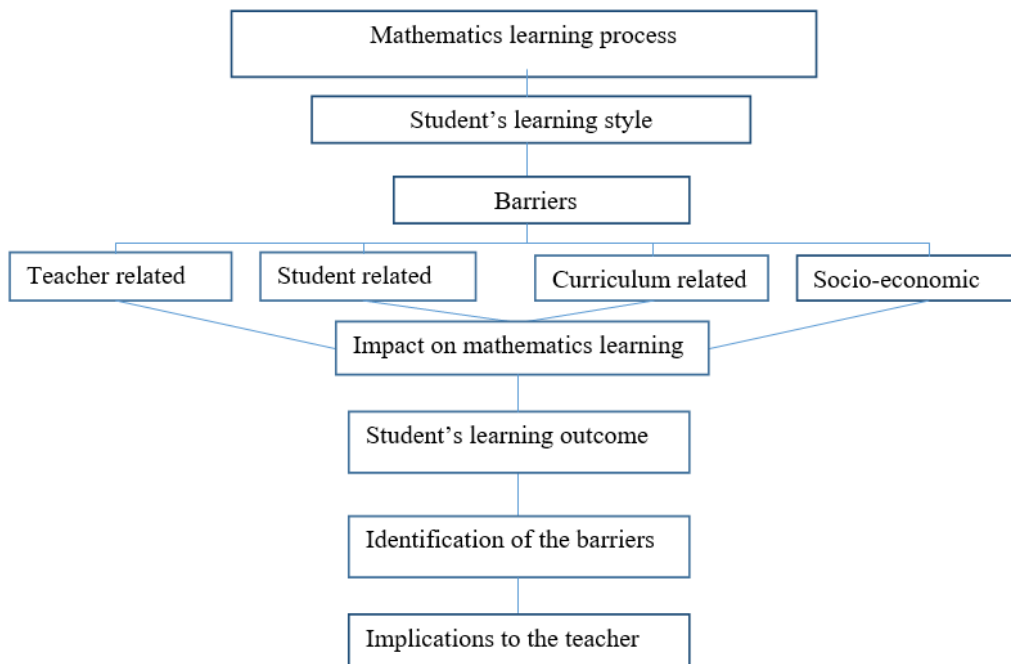 Mathematics learning process
Student’s learning style
Barriers
Teacher related
Student related
Curriculum related
Socio-economic
Impact on mathematics learning
Student’s learning outcome
Identification of the barriers
Implications to the teacher